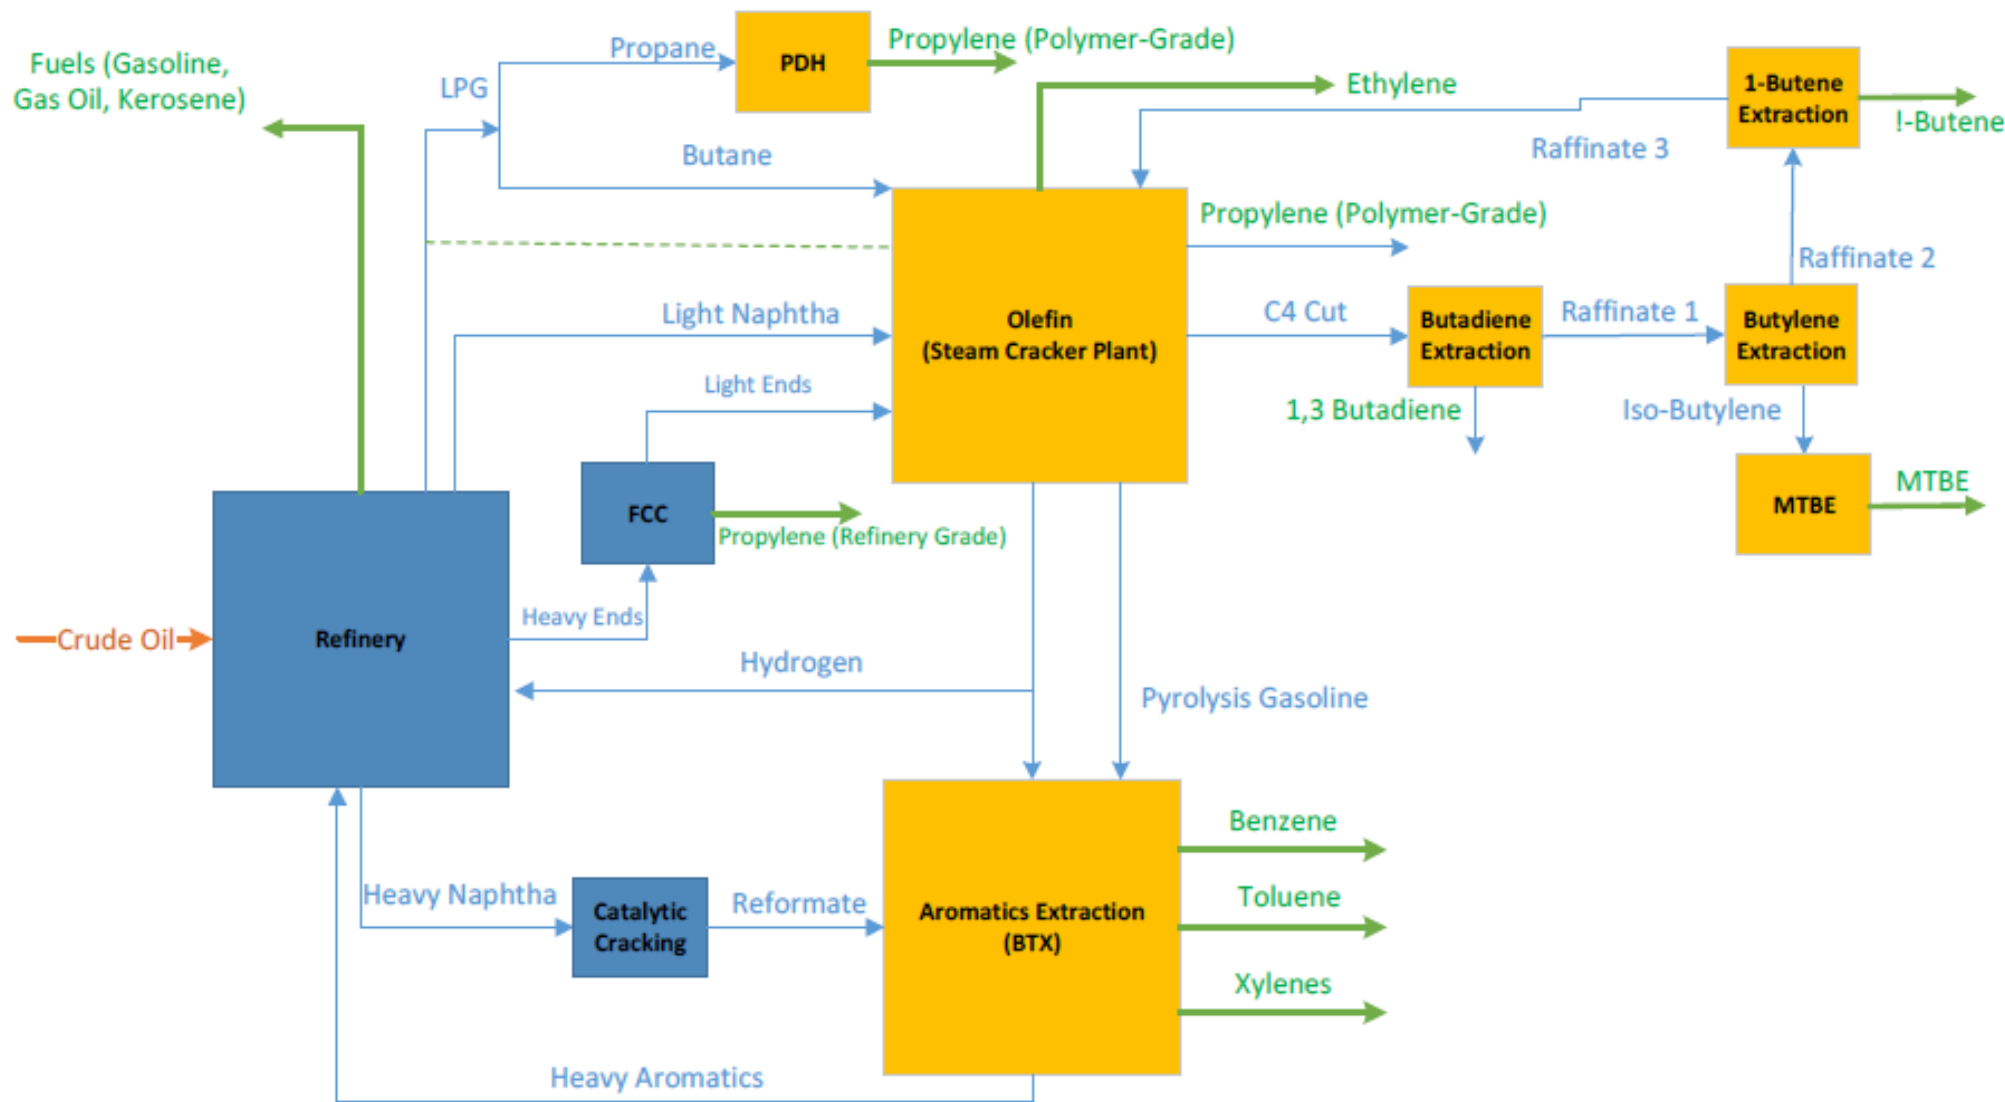 Fuels (Gasoline,
Gas Oil, Kerosene)
LPG
Propane
PDH
Propylene (Polymer-Grade)
Ethylene
1-Butene
Extraction
!-Butene
Butane
Raffinate 3
Propylene (Polymer-Grade)
Raffinate 2
Light Naphtha
Olefin
(Steam Cracker Plant)
C4 Cut
Butadiene
Extraction
Raffinate 1
Butylene
Extraction
Light Ends
1,3 Butadiene
Iso-Butylene
FCC
Propylene (Refinery Grade)
MTBE
MTBE
Crude Oil
Refinery
Heavy Ends
Hydrogen
Pyrolysis Gasoline
Heavy Naphtha
Catalytic
Cracking
Reformate
Aromatics Extraction
(BTX)
Benzene
Toluene
Xylenes
Heavy Aromatics